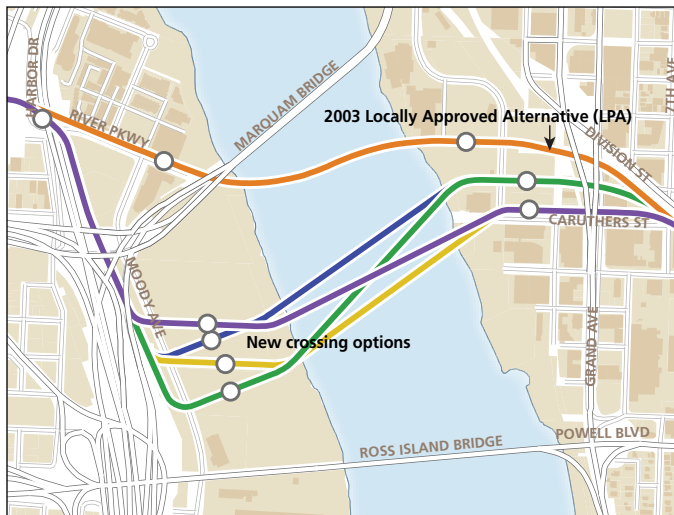 HARBOR DR
RIVER PKWY
MARQUAM BRIDGE
2003 Locally Approved Alternative (LPA)
7TH AVE
DIVISION ST
CARUTHERS ST
MOODY AVE
New crossing options
GRAND AVE
ROSS ISLAND BRIDGE
POWELL BLVD